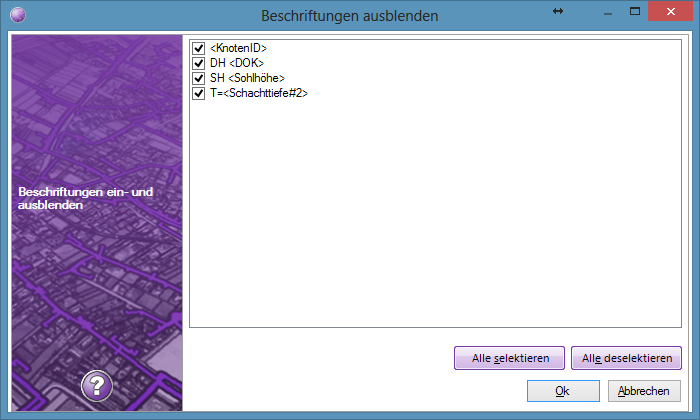 Beschriftungen ausblenden
<KnotenID>
DH <DOK>
SH <Sohlhöhe>
T=<Schachttiefe#2>
Beschriftungen ein- und
ausblenden
?
Alle selektieren
Alle deselektieren
Ok
Abbrechen